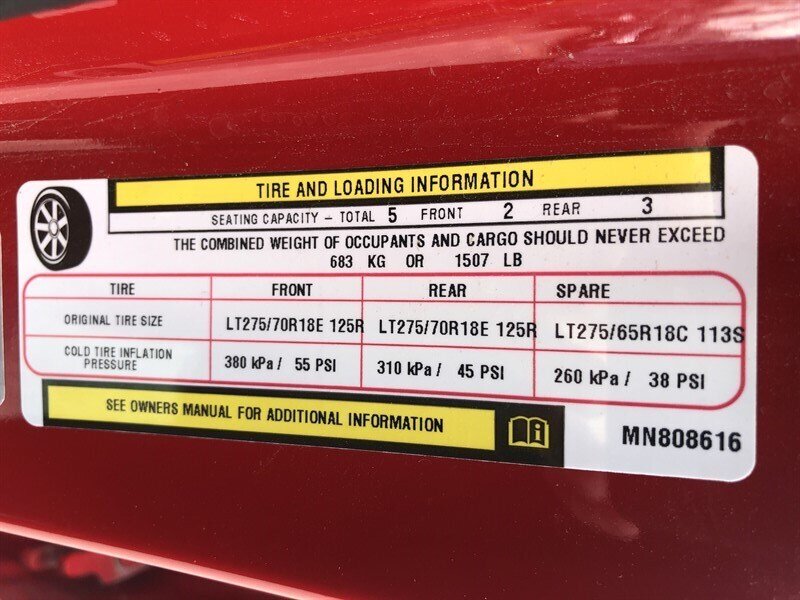 TIRE AND LOADING INFORMATION
SEATING CAPACITY – TOTAL 5 FRONT 2 REAR 3
THE COMBINED WEIGHT OF OCCUPANTS AND CARGO SHOULD NEVER EXCEED
683 KG OR 1507 LB
TIRE FRONT REAR SPARE
ORIGINAL TIRE SIZE LT275/70R18E 125R LT275/70R18E 125R LT275/65R18C 113S
COLD TIRE INFLATION
PRESSURE 380 kPa / 55 PSI 310 kPa / 45 PSI 260 kPa / 38 PSI
SEE OWNERS MANUAL FOR ADDITIONAL INFORMATION
MN808616